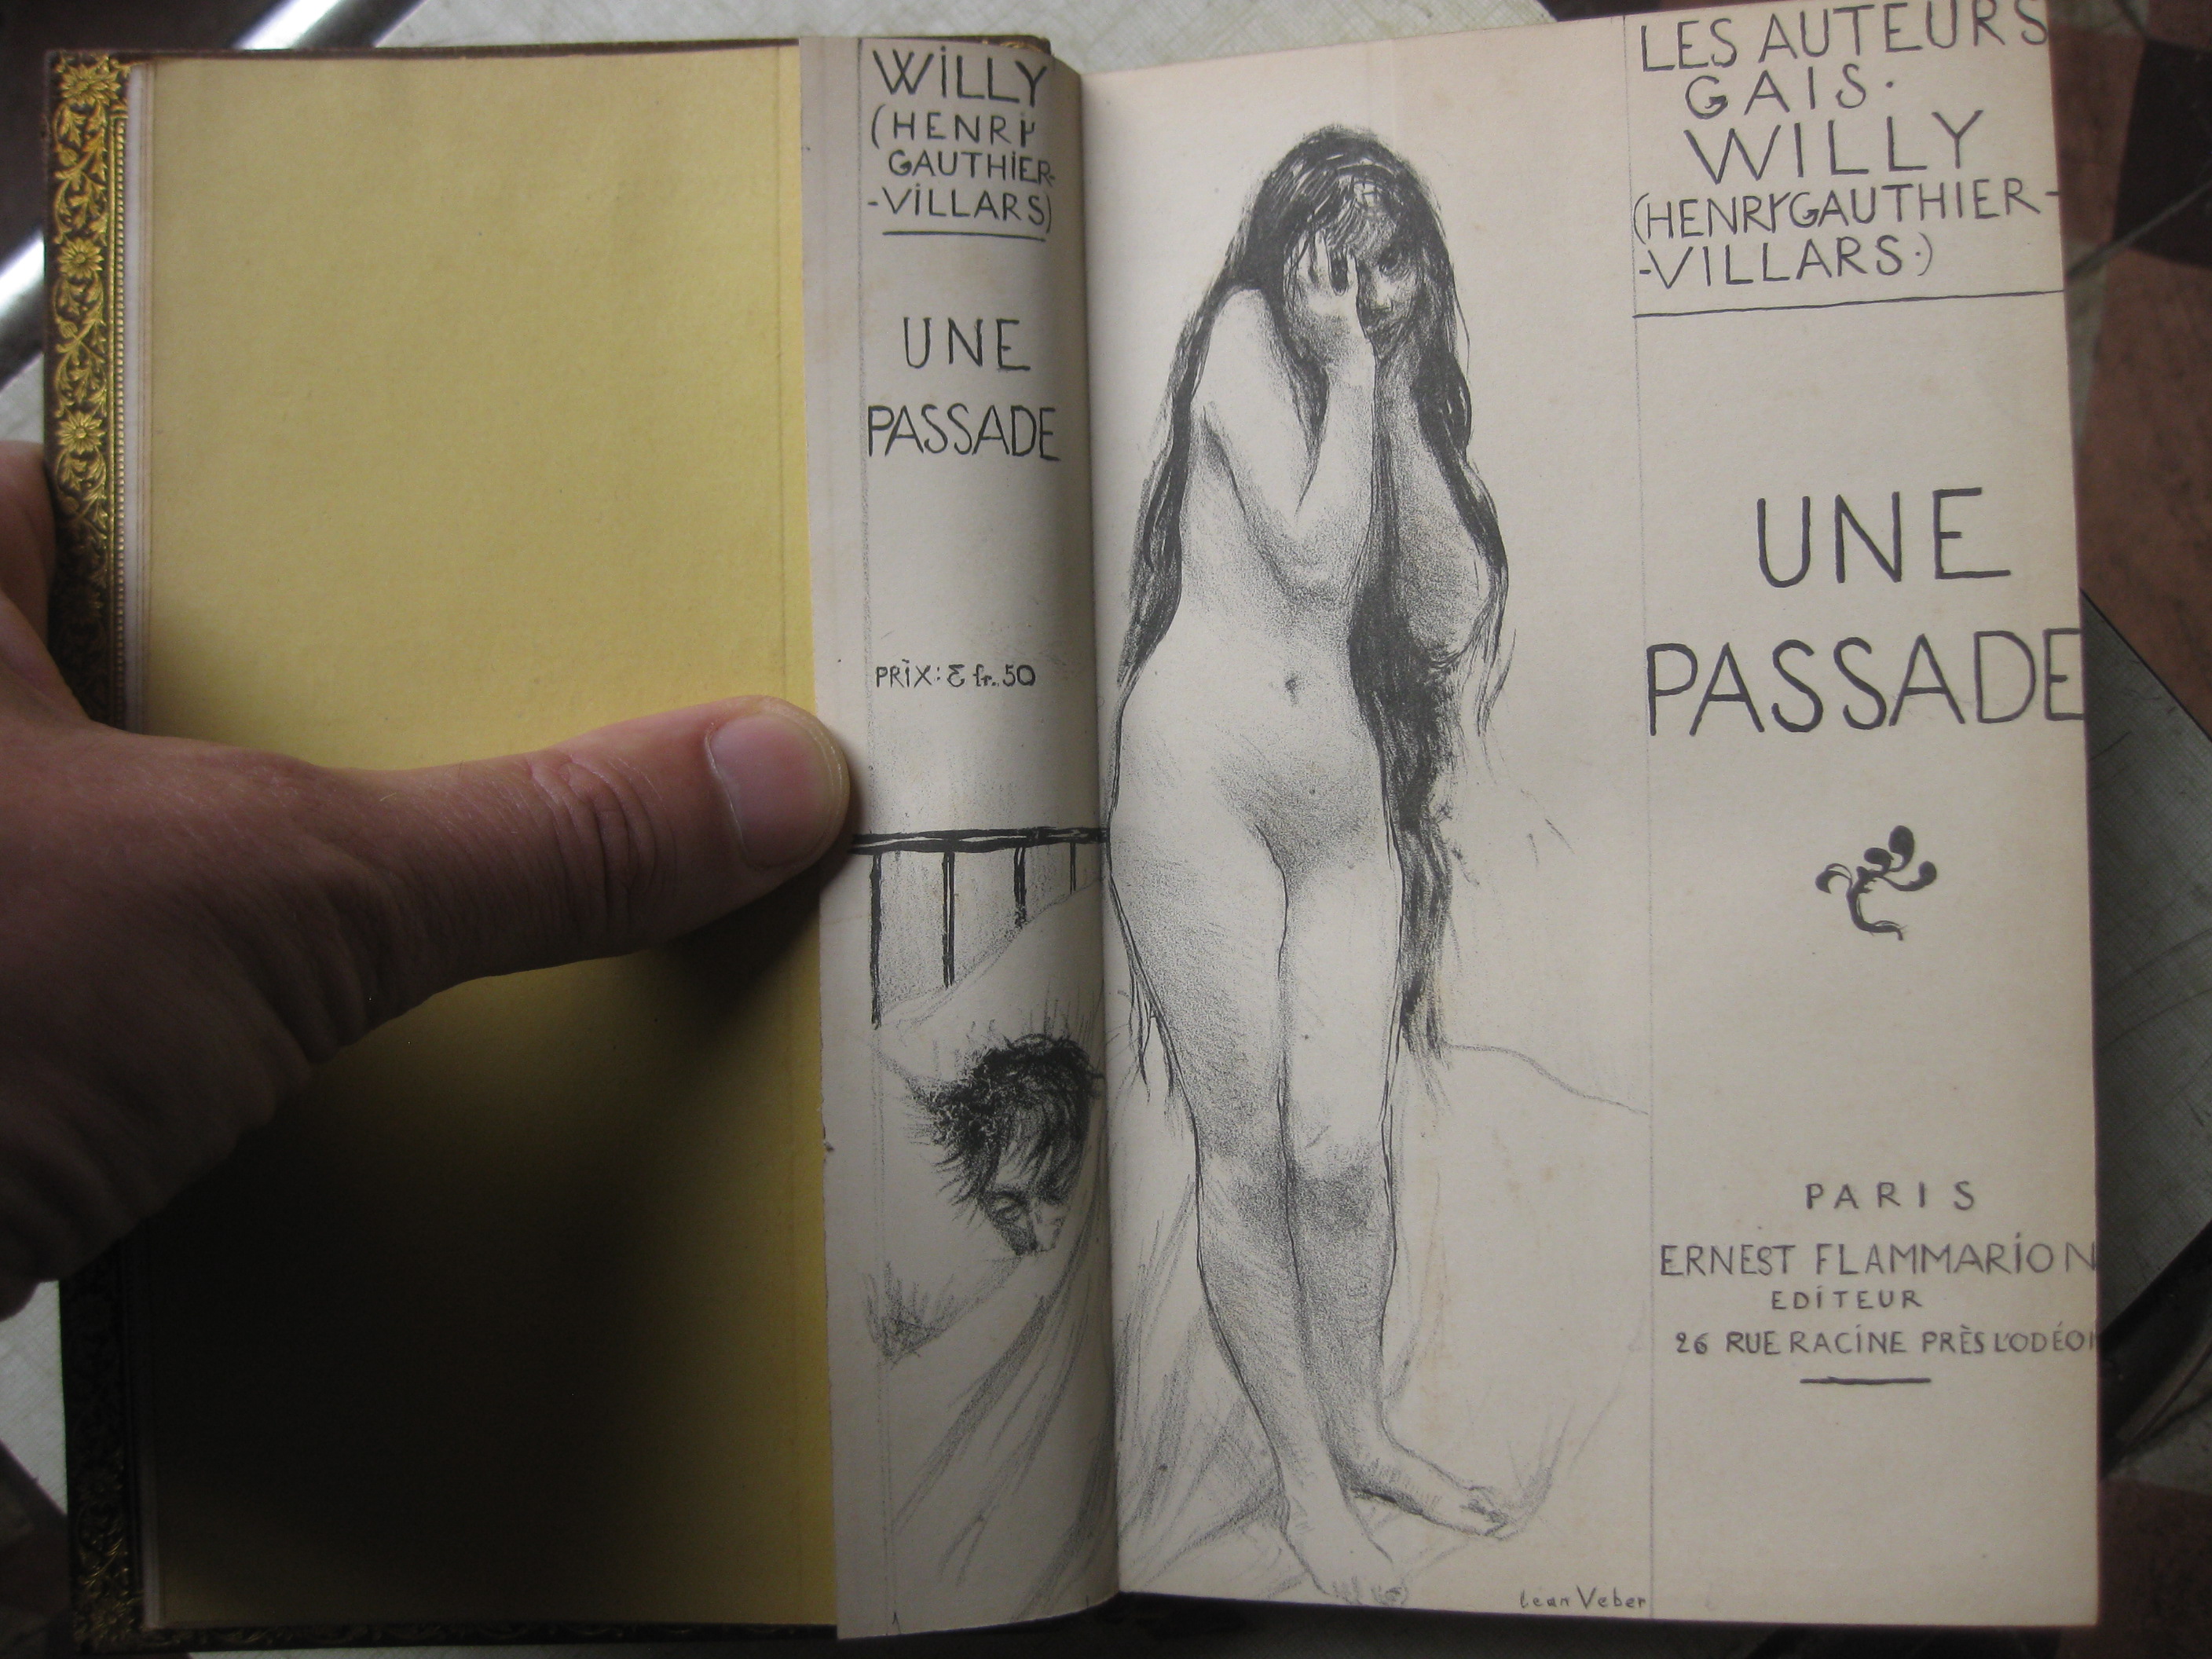 WiLLY
(HENRY
GAUTHiER-
-ViLLARS)
UNE
PASSADE
PRiX: 3 fr. 50
LES AUTEURS
GAIS.
WILLY
(HENRY GAUTHIER-
-VILLARS.)
UNE
PASSADE
PARIS
ERNEST FLAMMARiON
EDiTEUR
26 RUE RACiNE PRÈS L'ODÉON
Jean Veber